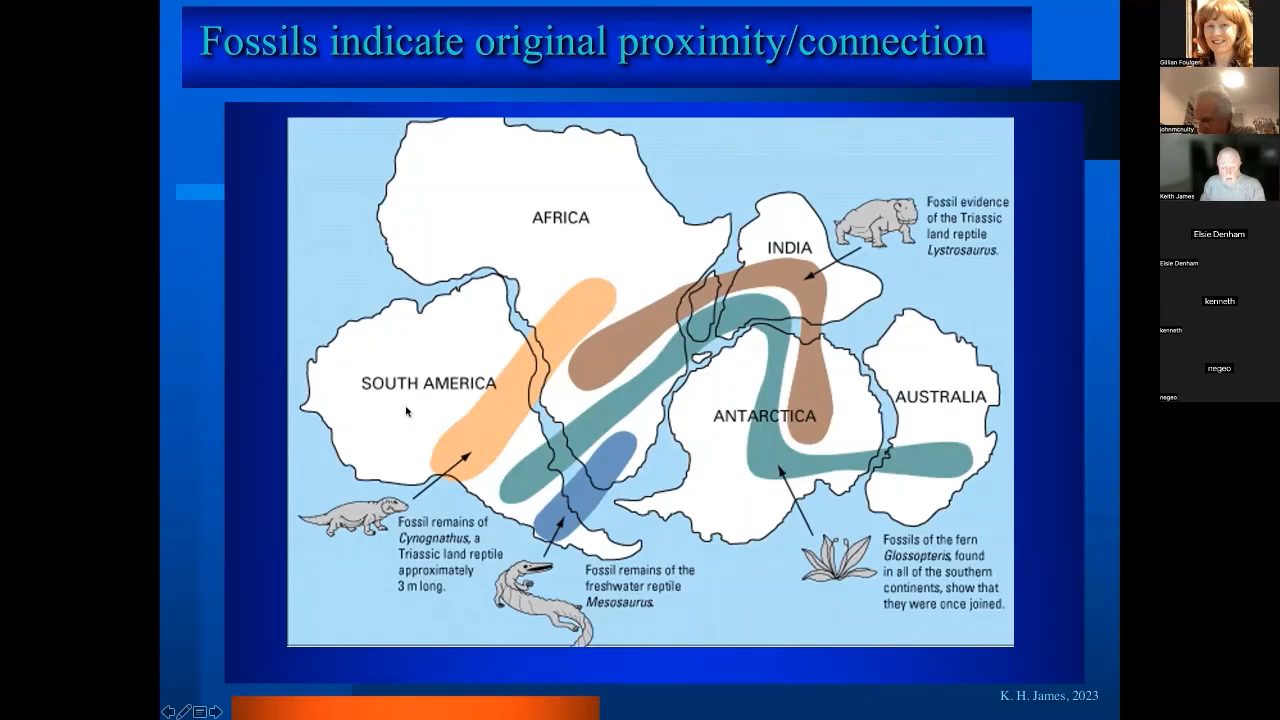 Fossils indicate original proximity/connection
AFRICA
INDIA
Fossil evidence
of the Triassic
land reptile
Lystrosaurus.
SOUTH AMERICA
ANTARCTICA
AUSTRALIA
Fossil remains of
Cynognathus, a
Triassic land reptile
approximately
3 m long.
Fossil remains of the
freshwater reptile
Mesosaurus.
Fossils of the fern
Glossopteris, found
in all of the southern
continents, show that
they were once joined.
K. H. James, 2023
Gillian Foulger
johnmcnulty
Keith James
Elsie Denham
Elsie Denham
kenneth
kenneth
negeo
negeo